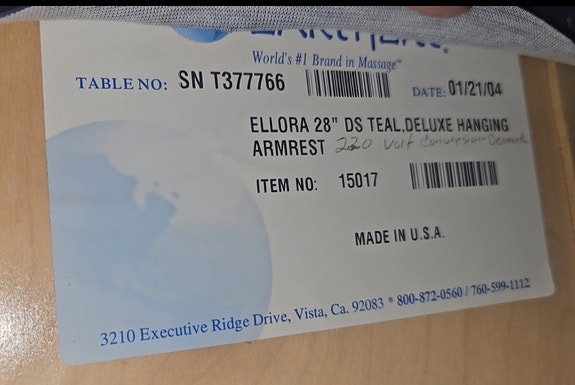 World's #1 Brand in Massage™
TABLE NO: SN T377766
DATE: 01/21/04
ELLORA 28" DS TEAL,DELUXE HANGING
ARMREST 220 Volt
ITEM NO: 15017
MADE IN U.S.A.
3210 Executive Ridge Drive, Vista, Ca. 92083 * 800-872-0560 / 760-599-1112